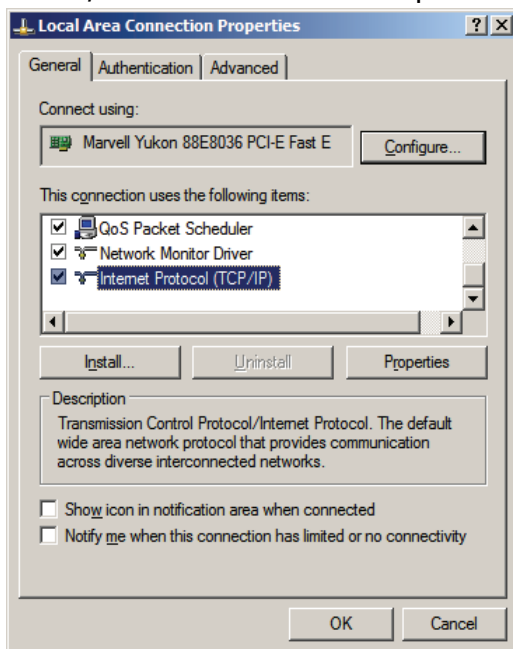 Local Area Connection Properties
General Authentication Advanced
Connect using:
Marvell Yukon 88E8036 PCI-E Fast E
Configure...
This connection uses the following items:
QoS Packet Scheduler
Network Monitor Driver
Internet Protocol (TCP/IP)
Install... Uninstall Properties
Description
Transmission Control Protocol/Internet Protocol. The default
wide area network protocol that provides communication
across diverse interconnected networks.
Show icon in notification area when connected
Notify me when this connection has limited or no connectivity
OK Cancel